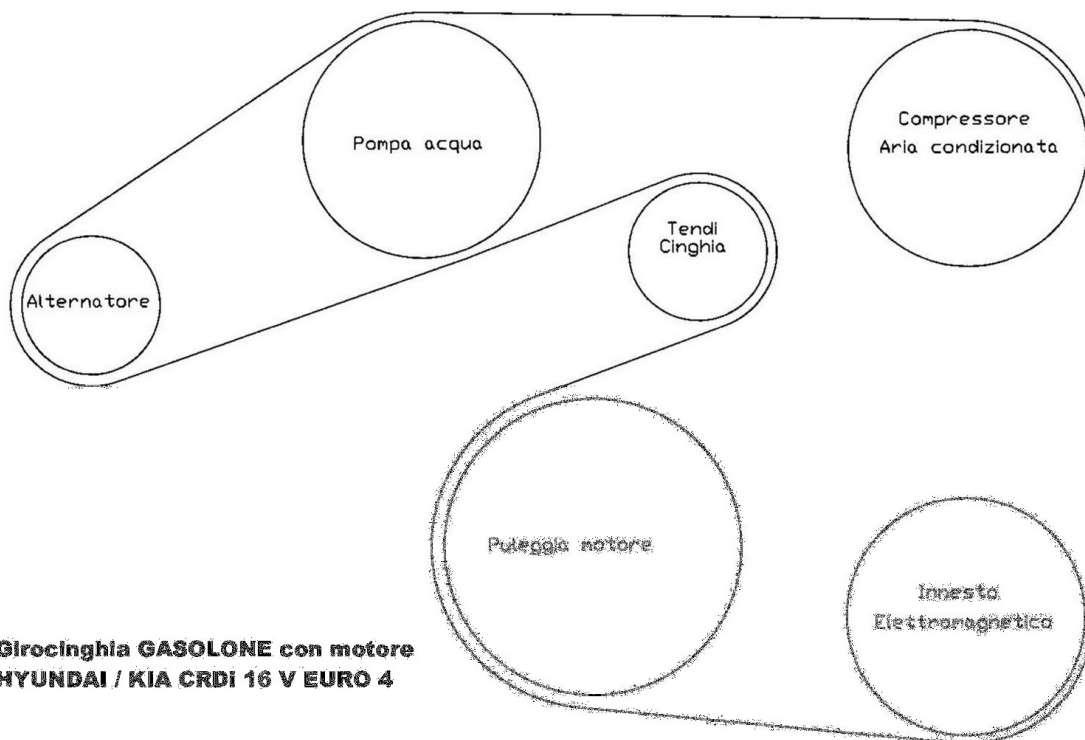 Pompa acqua
Compressore
Aria condizionata
Tendi
Cinghia
Alternatore
Puleggia motore
Innesto
Elettromagnetico
Girocinghia GASOLONE con motore
HYUNDAI / KIA CRDi 16 V EURO 4